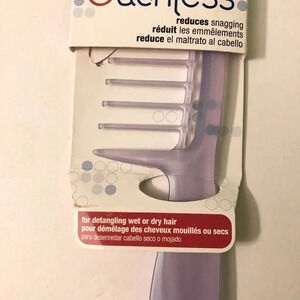 Ouchless
reduces snagging
réduit les emmêlements
reduce el maltrato al cabello
for detangling wet or dry hair
pour démêlage des cheveux mouillés ou secs
para desenredar cabello seco o mojado